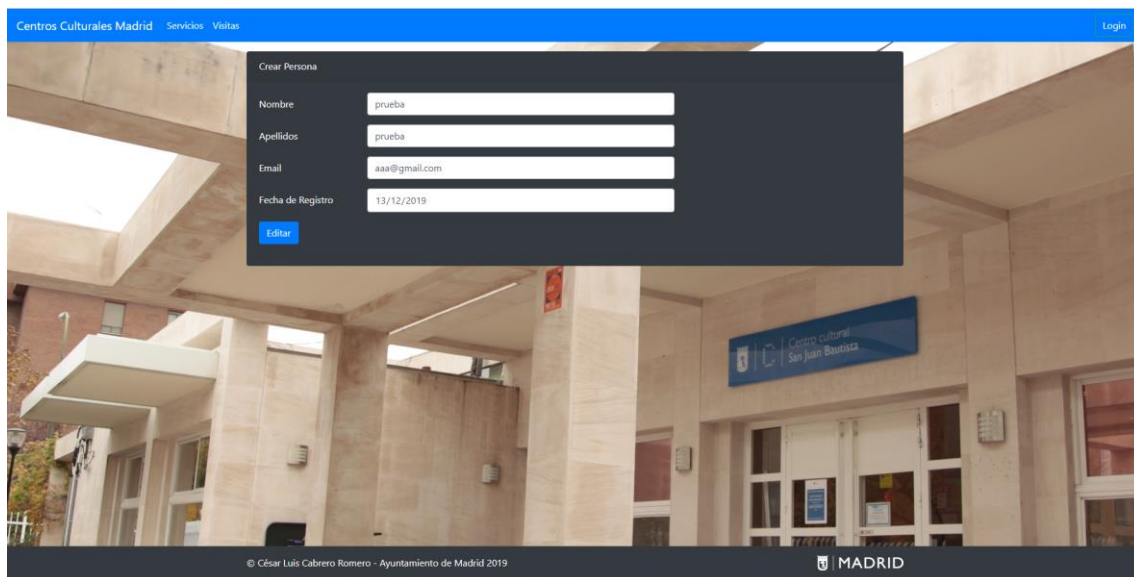 Centros Culturales Madrid Servicios Visitas Login
Crear Persona
Nombre prueba
Apellidos prueba
Email aaa@gmail.com
Fecha de Registro 13/12/2019
Editar
Centro cultural
San Juan Bautista
© César Luis Cabrero Romero - Ayuntamiento de Madrid 2019 MADRID